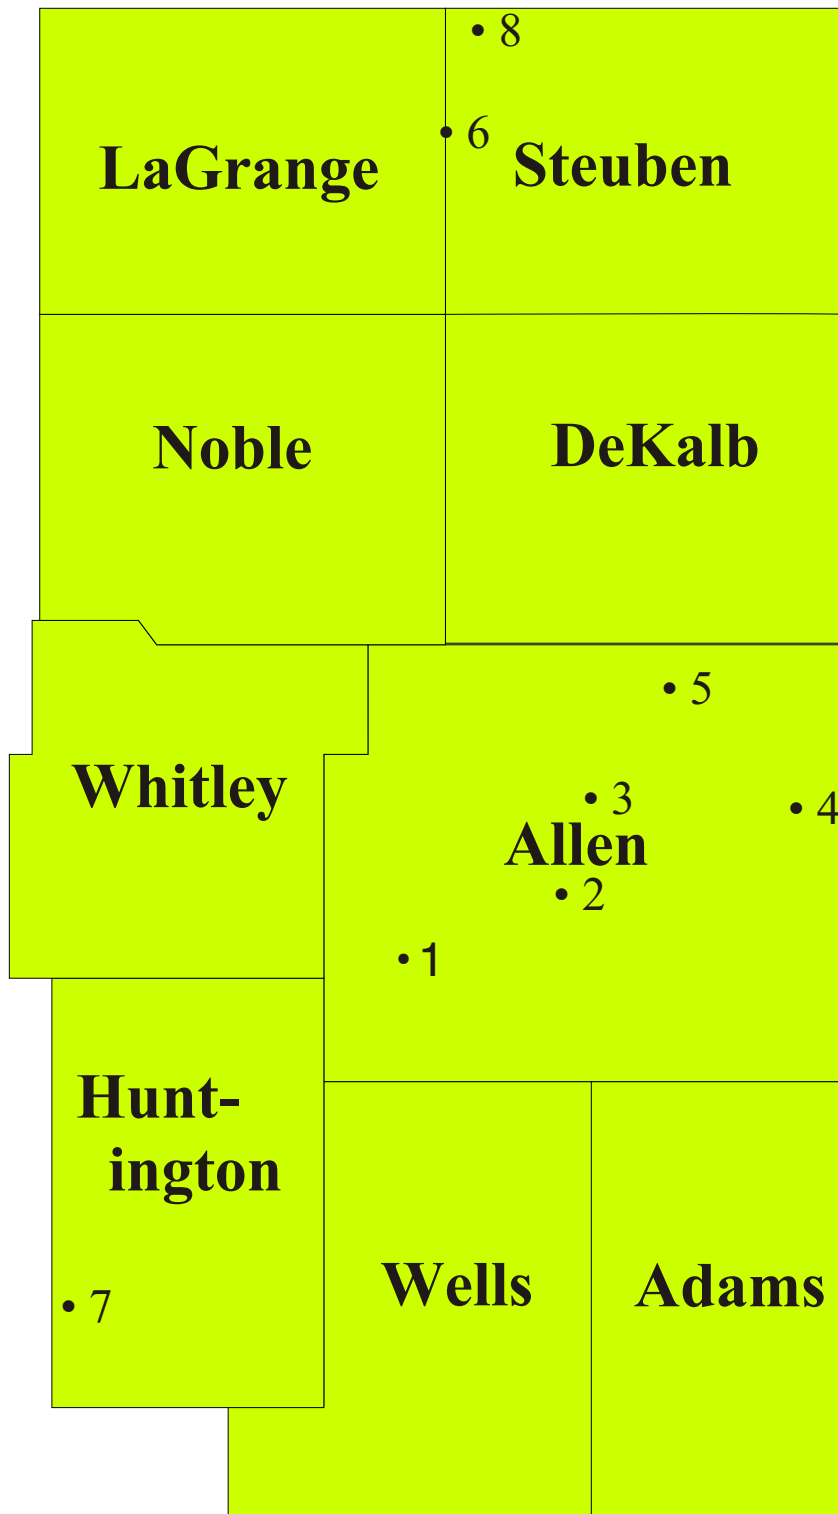 8
6
LaGrange
Steuben
Noble
DeKalb
5
Whitley
3
4
Allen
2
1
Hunt-
ington
7
Wells
Adams